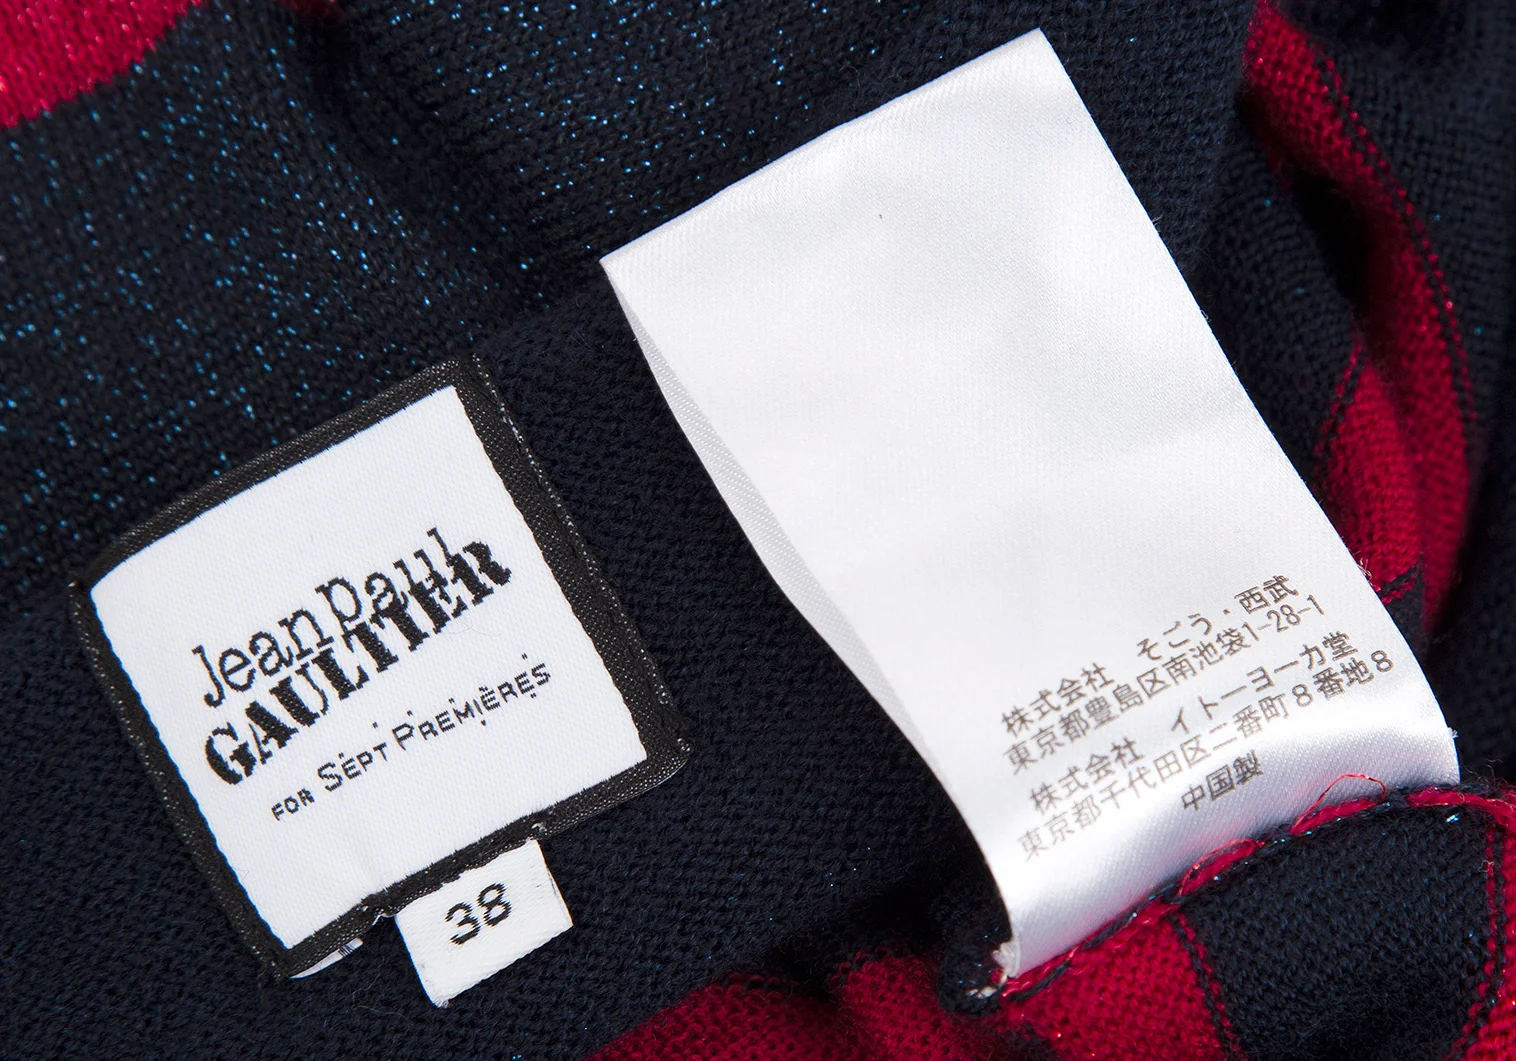 Jean Paul
GAULTIER
FOR SEPT PREMIÈRES
38
株式会社 そごう・西武
東京都豊島区南池袋1-28-1
株式会社 イトーヨーカ堂
東京都千代田区二番町8番地8
中国製